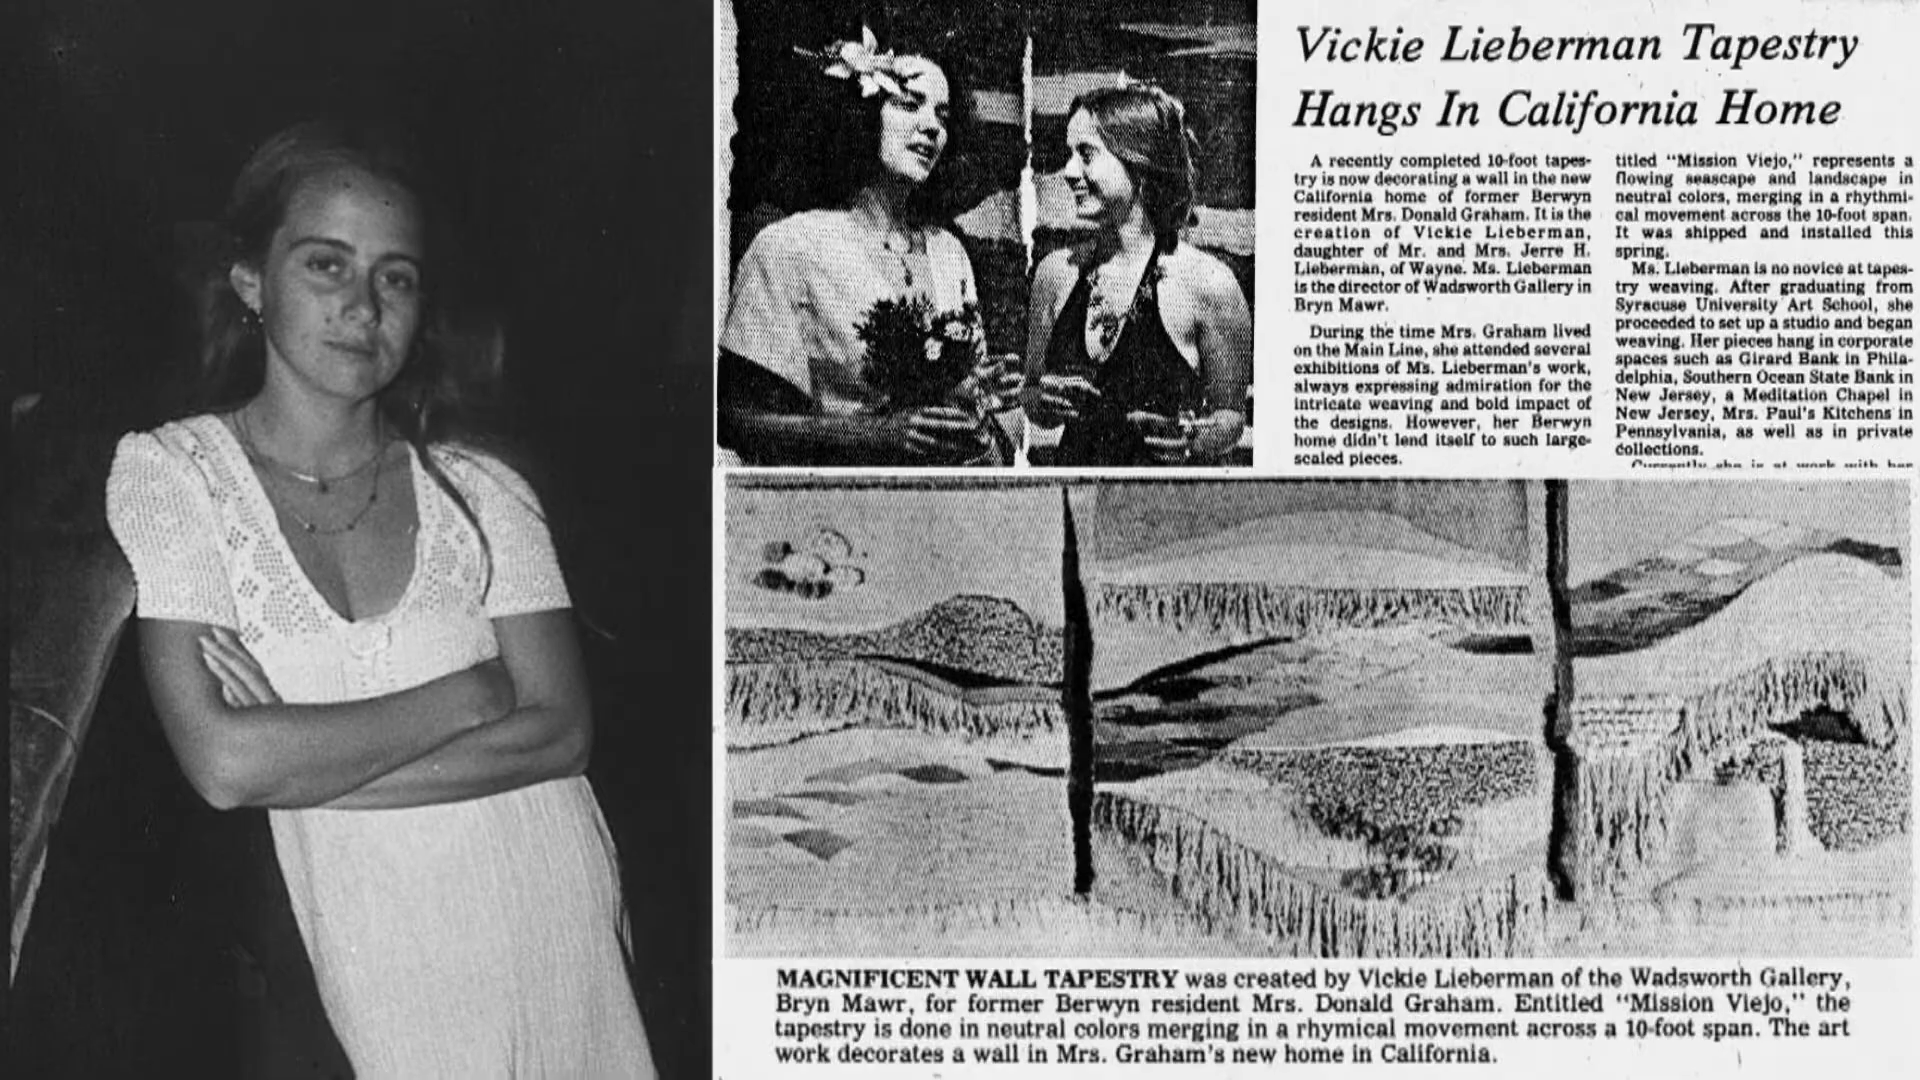 Vickie Lieberman Tapestry
Hangs In California Home
A recently completed 10-foot tapes-
try is now decorating a wall in the new
California home of former Berwyn
resident Mrs. Donald Graham. It is the
creation of Vickie Lieberman,
daughter of Mr. and Mrs. Jerre H.
Lieberman, of Wayne. Ms. Lieberman
is the director of Wadsworth Gallery in
Bryn Mawr.
During the time Mrs. Graham lived
on the Main Line, she attended several
exhibitions of Ms. Lieberman's work,
always expressing admiration for the
intricate weaving and bold impact of
the designs. However, her Berwyn
home didn't lend itself to such large-
scaled pieces.
titled "Mission Viejo," represents a
flowing seascape and landscape in
neutral colors, merging in a rhythmi-
cal movement across the 10-foot span.
It was shipped and installed this
spring.
Ms. Lieberman is no novice at tapes-
try weaving. After graduating from
Syracuse University Art School, she
proceeded to set up a studio and began
weaving. Her pieces hang in corporate
spaces such as Girard Bank in Phila-
delphia, Southern Ocean State Bank in
New Jersey, a Meditation Chapel in
New Jersey, Mrs. Paul's Kitchens in
Pennsylvania, as well as in private
collections.
Currently she is at work with her
MAGNIFICENT WALL TAPESTRY was created by Vickie Lieberman of the Wadsworth Gallery,
Bryn Mawr, for former Berwyn resident Mrs. Donald Graham. Entitled "Mission Viejo," the
tapestry is done in neutral colors merging in a rhymical movement across a 10-foot span. The art
work decorates a wall in Mrs. Graham's new home in California.